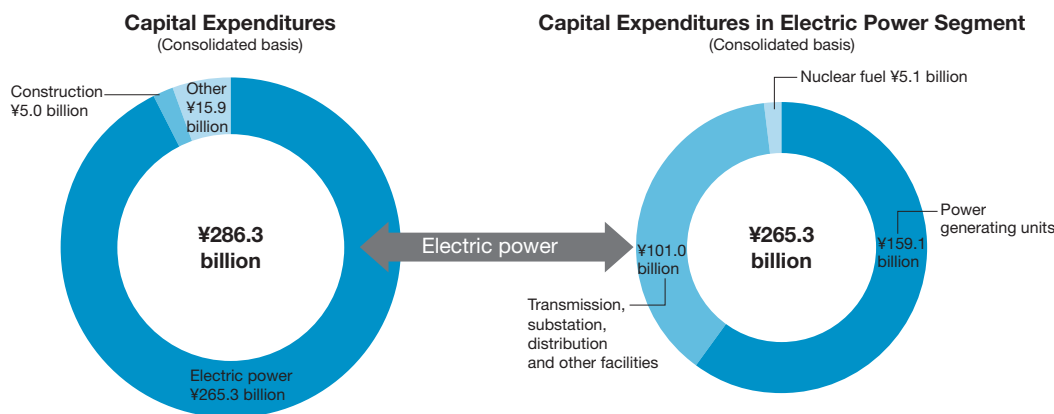 Capital Expenditures
(Consolidated basis)
Construction
¥5.0 billion
Other
¥15.9
billion
¥286.3
billion
Electric power
¥265.3 billion
Electric power
Capital Expenditures in Electric Power Segment
(Consolidated basis)
Nuclear fuel ¥5.1 billion
Power
generating units
¥159.1
billion
¥265.3
billion
¥101.0
billion
Transmission,
substation,
distribution
and other facilities